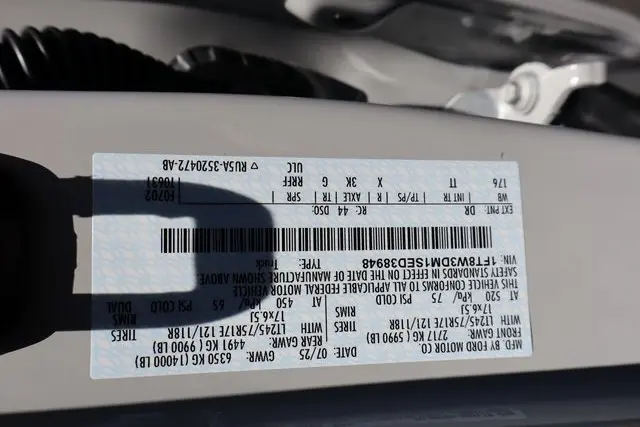 MFD. BY FORD MOTOR CO.
DATE: 07/25 GVWR: 6350 KG (14000 LB)
FRONT GAWR: 2717 KG (5990 LB) REAR GAWR: 4491 KG (9900 LB)
WITH LT245/75R17E 121/118R TIRES LT245/75R17E 121/118R TIRES
17x6.5J RIMS 17x6.5J RIMS DUAL
AT 520 kPa/ 75 PSI COLD AT 450 kPa/ 65 PSI COLD
THIS VEHICLE CONFORMS TO ALL APPLICABLE FEDERAL MOTOR VEHICLE
SAFETY STANDARDS IN EFFECT ON THE DATE OF MANUFACTURE SHOWN ABOVE.
VIN: 1FT8W3DM1SED38948 Truck
EXT PNT: DR RC: 44 DSO: F0702
WB INT TR TP/PS AXLE TR SPR T0631
176 TT X 3K G RRFF
ULC
▽ RU5A-3520472-AB